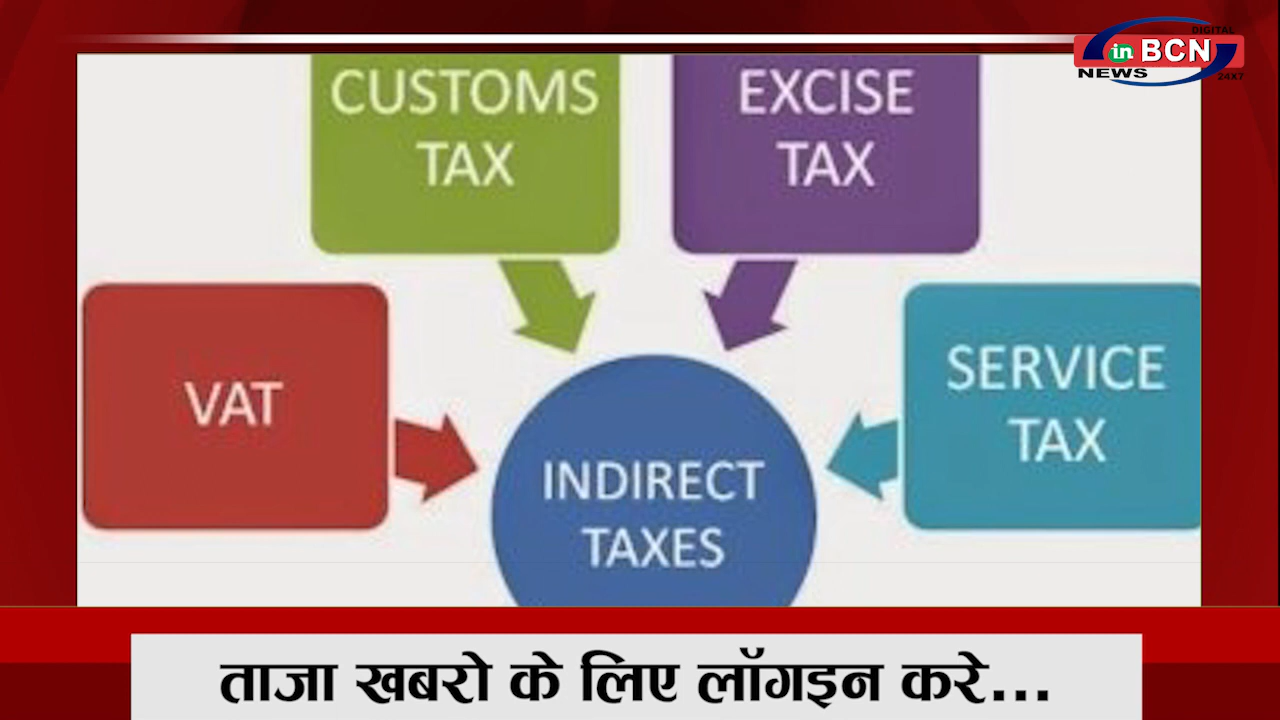 DIGITAL
in BCN
NEWS 24X7
CUSTOMS
TAX
EXCISE
TAX
VAT
SERVICE
TAX
INDIRECT
TAXES
ताजा खबरो के लिए लॉगइन करे...